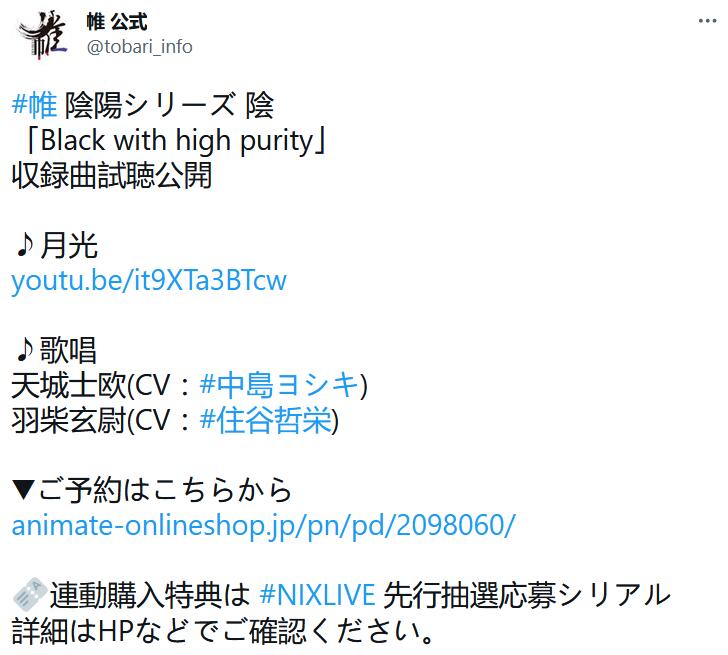 帷 公式
@tobari_info
#帷 陰陽シリーズ 陰
「Black with high purity」
収録曲試聴公開
♪月光
youtu.be/it9XTa3BTcw
♪歌唱
天城士欧(CV：#中島ヨシキ)
羽柴玄尉(CV：#住谷哲栄)
▼ご予約はこちらから
animate-onlineshop.jp/pn/pd/2098060/
🎟連動購入特典は #NIXLIVE 先行抽選応募シリアル
詳細はHPなどでご確認ください。